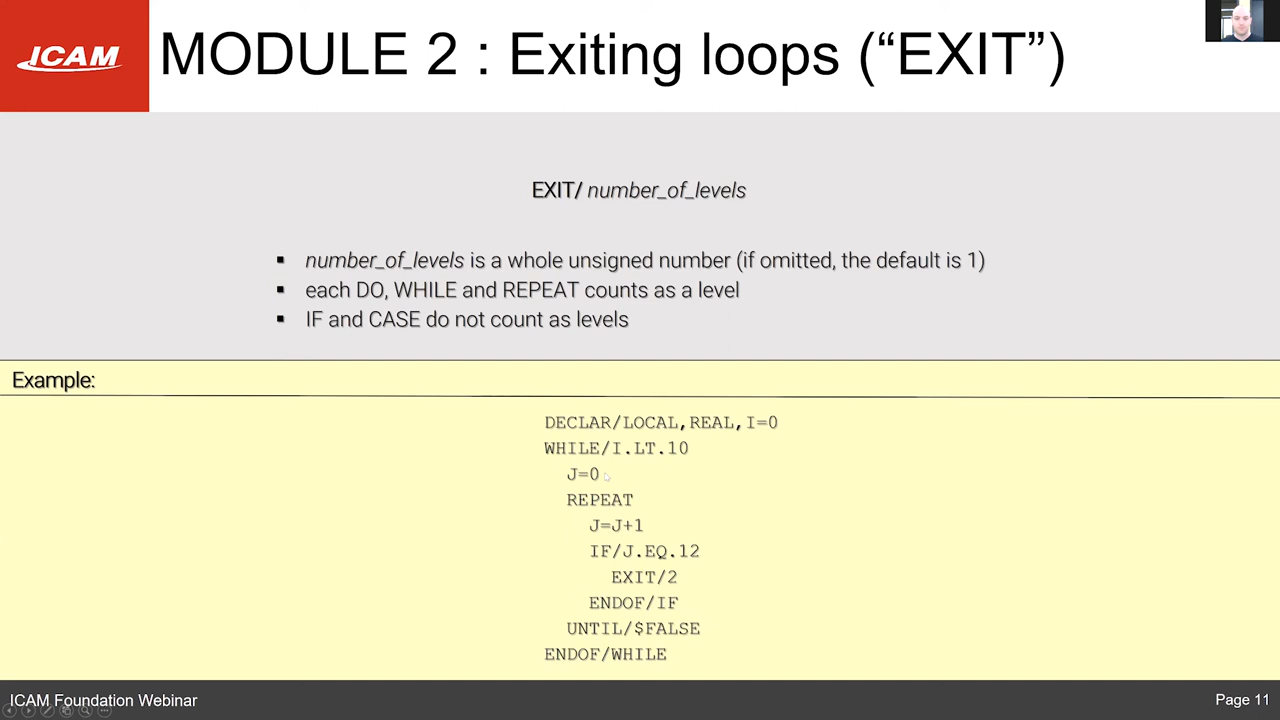 ICAM
MODULE 2 : Exiting loops (“EXIT”)
EXIT/ number_of_levels
▪ number_of_levels is a whole unsigned number (if omitted, the default is 1)
▪ each DO, WHILE and REPEAT counts as a level
▪ IF and CASE do not count as levels
Example:
DECLAR/LOCAL,REAL,I=0
WHILE/I.LT.10
J=0
REPEAT
J=J+1
IF/J.EQ.12
EXIT/2
ENDOF/IF
UNTIL/$FALSE
ENDOF/WHILE
ICAM Foundation Webinar
Page 11